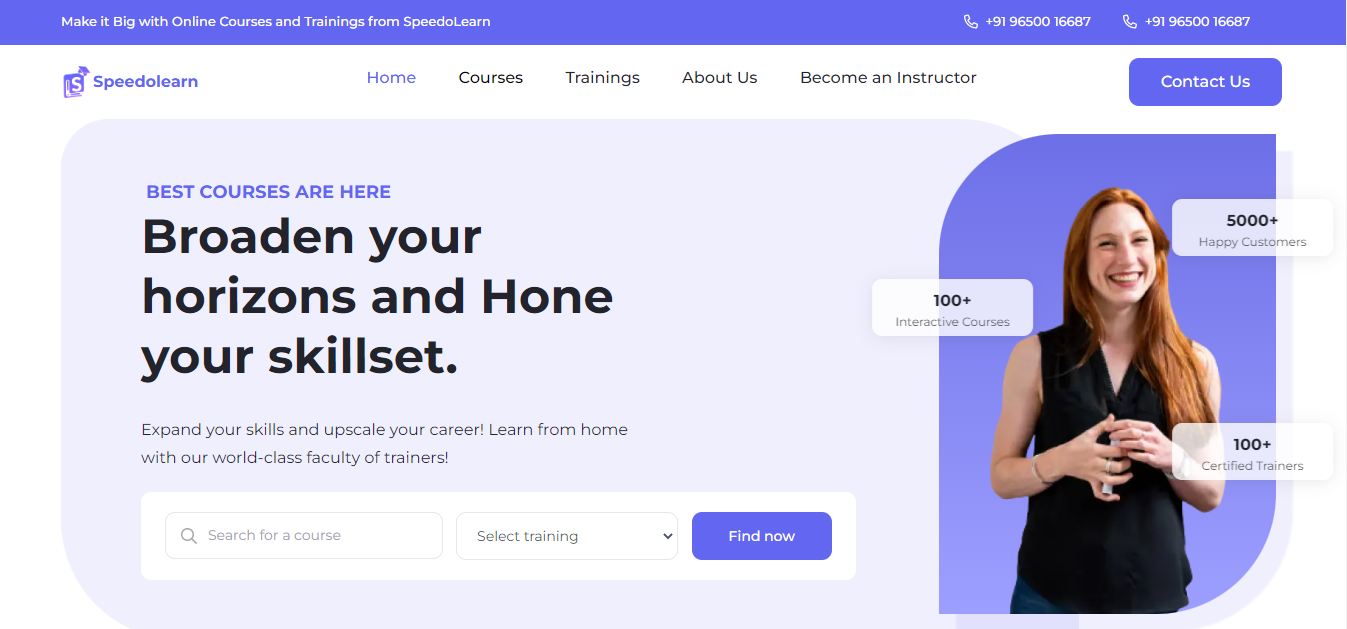 Make it Big with Online Courses and Trainings from SpeedoLearn
+91 96500 16687
+91 96500 16687
S Speedolearn
Home
Courses
Trainings
About Us
Become an Instructor
Contact Us
BEST COURSES ARE HERE
Broaden your
horizons and Hone
your skillset.
Expand your skills and upscale your career! Learn from home
with our world-class faculty of trainers!
Search for a course
Select training
Find now
5000+
Happy Customers
100+
Interactive Courses
100+
Certified Trainers